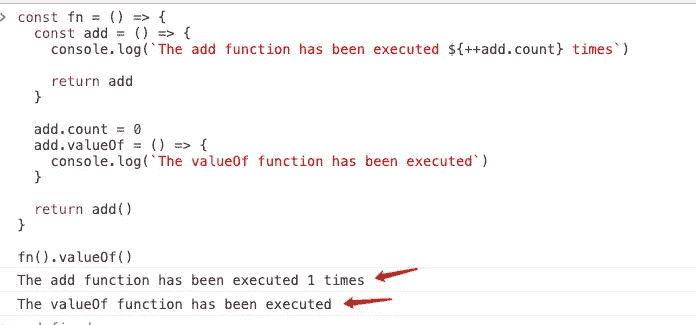 > const fn = () => {
const add = () => {
console.log(`The add function has been executed ${++add.count} times`)
return add
}
add.count = 0
add.valueOf = () => {
console.log(`The valueOf function has been executed`)
}
return add()
}
fn().valueOf()
The add function has been executed 1 times
The valueOf function has been executed